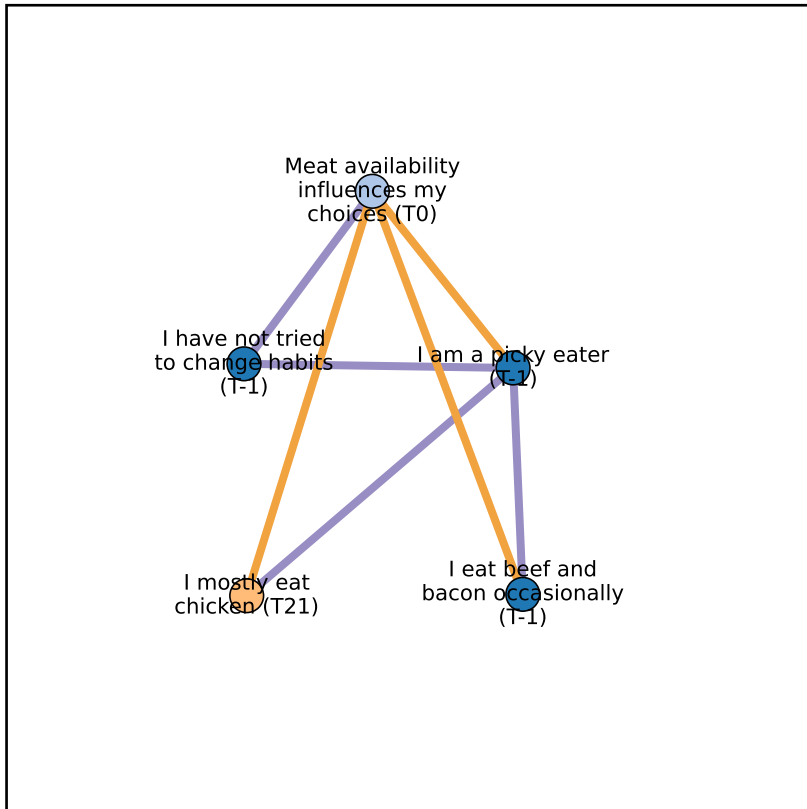 Meat availability
influences my
choices (T0)
I have not tried
to change habits
(T-1)
I am a picky eater
(T-1)
I mostly eat
chicken (T21)
I eat beef and
bacon occasionally
(T-1)